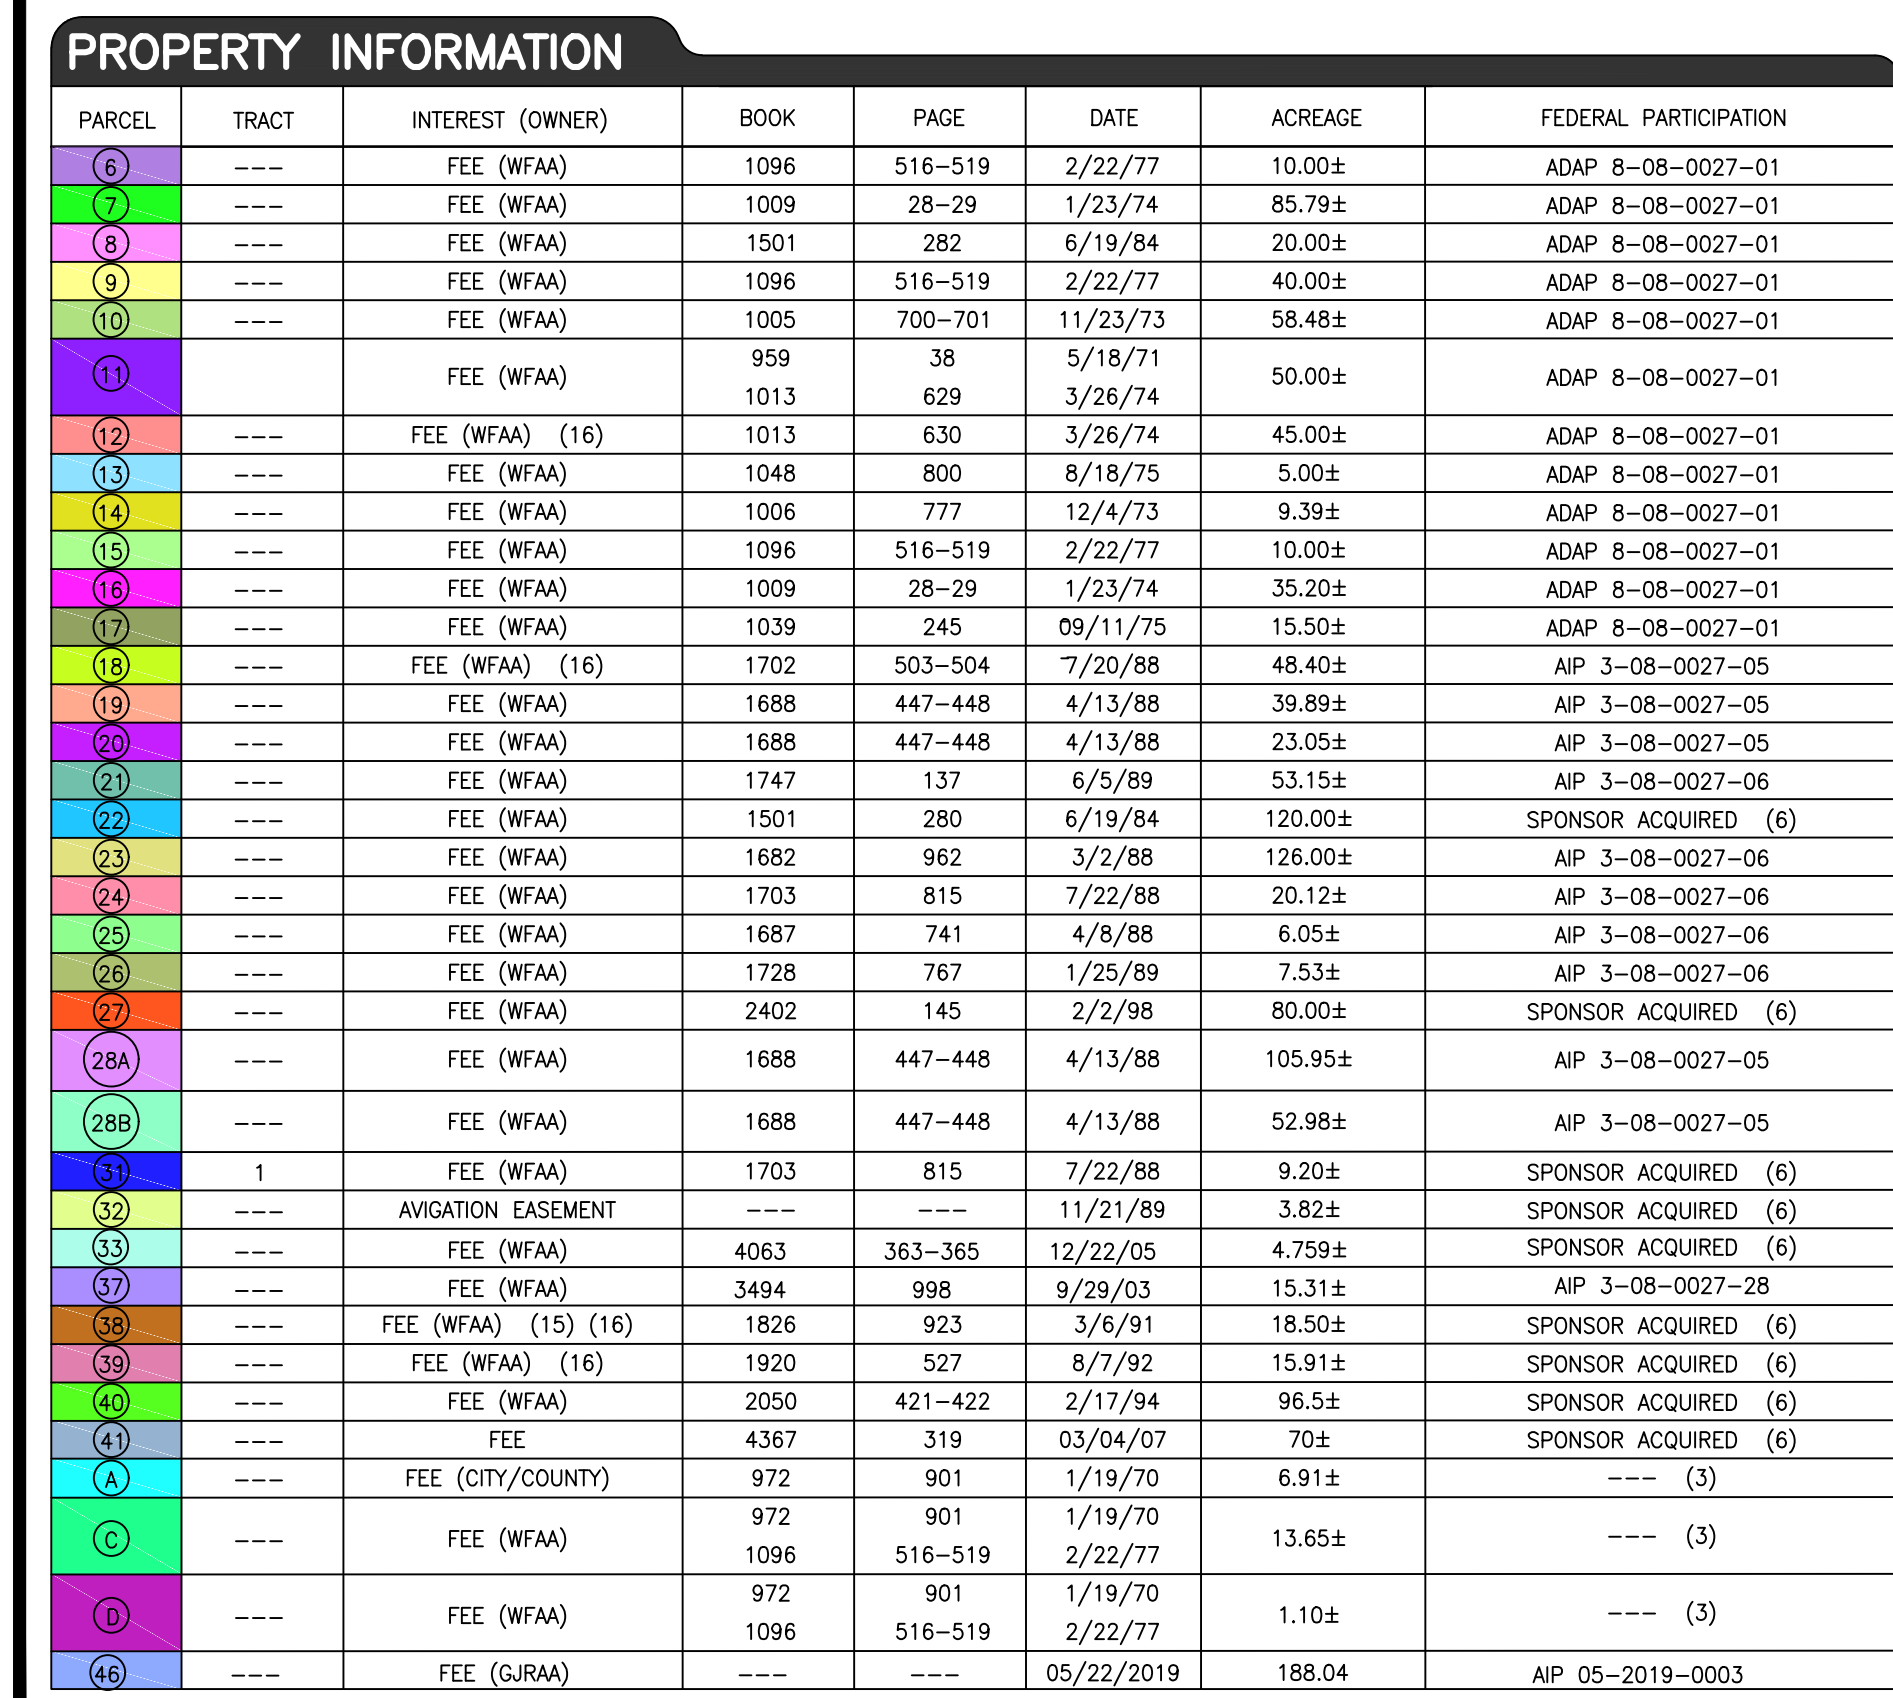 PROPERTY INFORMATION
PARCEL TRACT INTEREST (OWNER) BOOK PAGE DATE ACREAGE FEDERAL PARTICIPATION
6 --- FEE (WFAA) 1096 516-519 2/22/77 10.00± ADAP 8-08-0027-01
7 --- FEE (WFAA) 1009 28-29 1/23/74 85.79± ADAP 8-08-0027-01
8 --- FEE (WFAA) 1501 282 6/19/84 20.00± ADAP 8-08-0027-01
9 --- FEE (WFAA) 1096 516-519 2/22/77 40.00± ADAP 8-08-0027-01
10 --- FEE (WFAA) 1005 700-701 11/23/73 58.48± ADAP 8-08-0027-01
959 38 5/18/71
11 FEE (WFAA) 50.00± ADAP 8-08-0027-01
1013 629 3/26/74
12 --- FEE (WFAA) (16) 1013 630 3/26/74 45.00± ADAP 8-08-0027-01
13 --- FEE (WFAA) 1048 800 8/18/75 5.00± ADAP 8-08-0027-01
14 --- FEE (WFAA) 1006 777 12/4/73 9.39± ADAP 8-08-0027-01
15 --- FEE (WFAA) 1096 516-519 2/22/77 10.00± ADAP 8-08-0027-01
16 --- FEE (WFAA) 1009 28-29 1/23/74 35.20± ADAP 8-08-0027-01
17 --- FEE (WFAA) 1039 245 09/11/75 15.50± ADAP 8-08-0027-01
18 --- FEE (WFAA) (16) 1702 503-504 7/20/88 48.40± AIP 3-08-0027-05
19 --- FEE (WFAA) 1688 447-448 4/13/88 39.89± AIP 3-08-0027-05
20 --- FEE (WFAA) 1688 447-448 4/13/88 23.05± AIP 3-08-0027-05
21 --- FEE (WFAA) 1747 137 6/5/89 53.15± AIP 3-08-0027-06
22 --- FEE (WFAA) 1501 280 6/19/84 120.00± SPONSOR ACQUIRED (6)
23 --- FEE (WFAA) 1682 962 3/2/88 126.00± AIP 3-08-0027-06
24 --- FEE (WFAA) 1703 815 7/22/88 20.12± AIP 3-08-0027-06
25 --- FEE (WFAA) 1687 741 4/8/88 6.05± AIP 3-08-0027-06
26 --- FEE (WFAA) 1728 767 1/25/89 7.53± AIP 3-08-0027-06
27 --- FEE (WFAA) 2402 145 2/2/98 80.00± SPONSOR ACQUIRED (6)
28A --- FEE (WFAA) 1688 447-448 4/13/88 105.95± AIP 3-08-0027-05
28B --- FEE (WFAA) 1688 447-448 4/13/88 52.98± AIP 3-08-0027-05
31 1 FEE (WFAA) 1703 815 7/22/88 9.20± SPONSOR ACQUIRED (6)
32 --- AVIGATION EASEMENT --- --- 11/21/89 3.82± SPONSOR ACQUIRED (6)
33 --- FEE (WFAA) 4063 363-365 12/22/05 4.759± SPONSOR ACQUIRED (6)
37 --- FEE (WFAA) 3494 998 9/29/03 15.31± AIP 3-08-0027-28
38 --- FEE (WFAA) (15) (16) 1826 923 3/6/91 18.50± SPONSOR ACQUIRED (6)
39 --- FEE (WFAA) (16) 1920 527 8/7/92 15.91± SPONSOR ACQUIRED (6)
40 --- FEE (WFAA) 2050 421-422 2/17/94 96.5± SPONSOR ACQUIRED (6)
41 --- FEE 4367 319 03/04/07 70± SPONSOR ACQUIRED (6)
A --- FEE (CITY/COUNTY) 972 901 1/19/70 6.91± --- (3)
972 901 1/19/70
C --- FEE (WFAA) 13.65± --- (3)
1096 516-519 2/22/77
972 901 1/19/70
D --- FEE (WFAA) 1.10± --- (3)
1096 516-519 2/22/77
46 --- FEE (GJRAA) --- --- 05/22/2019 188.04 AIP 05-2019-0003